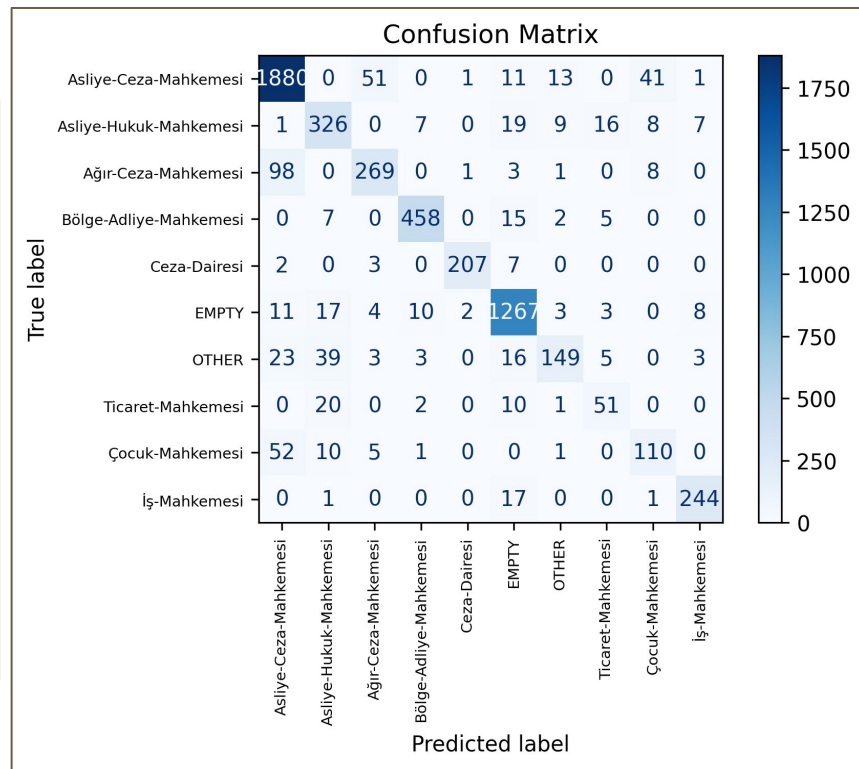 Confusion Matrix
Asliye-Ceza-Mahkemesi 1880 0 51 0 1 11 13 0 41 1
Asliye-Hukuk-Mahkemesi 1 326 0 7 0 19 9 16 8 7
Ağır-Ceza-Mahkemesi 98 0 269 0 1 3 1 0 8 0
Bölge-Adliye-Mahkemesi 0 7 0 458 0 15 2 5 0 0
Ceza-Dairesi 2 0 3 0 207 7 0 0 0 0
EMPTY 11 17 4 10 2 1267 3 3 0 8
OTHER 23 39 3 3 0 16 149 5 0 3
Ticaret-Mahkemesi 0 20 0 2 0 10 1 51 0 0
Çocuk-Mahkemesi 52 10 5 1 0 0 1 0 110 0
İş-Mahkemesi 0 1 0 0 0 17 0 0 1 244
True label
Asliye-Ceza-Mahkemesi
Asliye-Hukuk-Mahkemesi
Ağır-Ceza-Mahkemesi
Bölge-Adliye-Mahkemesi
Ceza-Dairesi
EMPTY
OTHER
Ticaret-Mahkemesi
Çocuk-Mahkemesi
İş-Mahkemesi
Predicted label
1750
1500
1250
1000
750
500
250
0